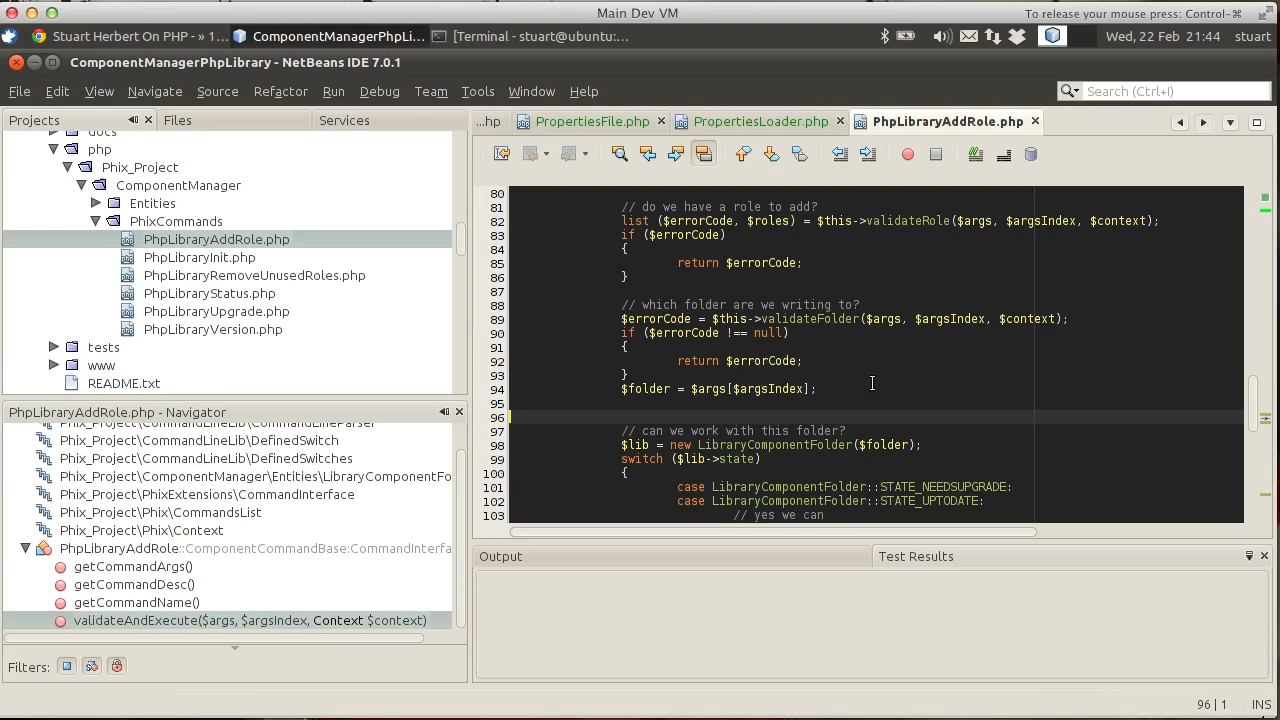 Main Dev VM
To release your mouse press: Control-⌘
Stuart Herbert On PHP - » 1...
ComponentManagerPhpLi...
[Terminal - stuart@ubuntu:...
Wed, 22 Feb 21:44
stuart
ComponentManagerPhpLibrary - NetBeans IDE 7.0.1
File Edit View Navigate Source Refactor Run Debug Team Tools Window Help
Search (Ctrl+I)
Projects
Files
Services
docs
php
Phix_Project
ComponentManager
Entities
PhixCommands
PhpLibraryAddRole.php
PhpLibraryInit.php
PhpLibraryRemoveUnusedRoles.php
PhpLibraryStatus.php
PhpLibraryUpgrade.php
PhpLibraryVersion.php
tests
www
README.txt
PhpLibraryAddRole.php - Navigator
Phix_Project\CommandLineLib\CommandLineParser
Phix_Project\CommandLineLib\DefinedSwitch
Phix_Project\CommandLineLib\DefinedSwitches
Phix_Project\ComponentManager\Entities\LibraryComponentFo
Phix_Project\PhixExtensions\CommandInterface
Phix_Project\Phix\CommandsList
Phix_Project\Phix\Context
PhpLibraryAddRole::ComponentCommandBase:CommandInterfa
getCommandArgs()
getCommandDesc()
getCommandName()
validateAndExecute($args, $argsIndex, Context $context)
Filters:
...hp
PropertiesFile.php
PropertiesLoader.php
PhpLibraryAddRole.php
80
81 // do we have a role to add?
82 list ($errorCode, $roles) = $this->validateRole($args, $argsIndex, $context);
83 if ($errorCode)
84 {
85 return $errorCode;
86 }
87
88 // which folder are we writing to?
89 $errorCode = $this->validateFolder($args, $argsIndex, $context);
90 if ($errorCode !== null)
91 {
92 return $errorCode;
93 }
94 $folder = $args[$argsIndex];
95
96
97 // can we work with this folder?
98 $lib = new LibraryComponentFolder($folder);
99 switch ($lib->state)
100 {
101 case LibraryComponentFolder::STATE_NEEDSUPGRADE:
102 case LibraryComponentFolder::STATE_UPTODATE:
103 // yes we can
Output
Test Results
96 | 1
INS